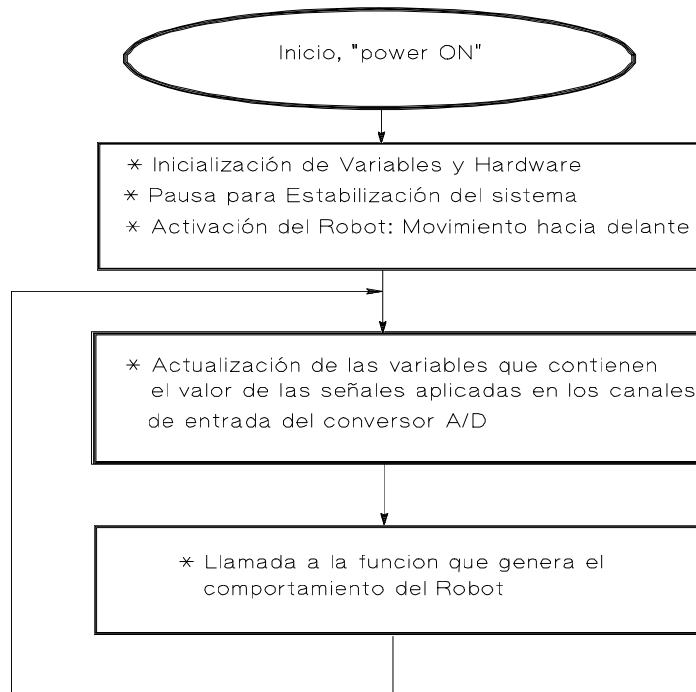 Inicio, "power ON"
* Inicialización de Variables y Hardware
* Pausa para Estabilización del sistema
* Activación del Robot: Movimiento hacia delante
* Actualización de las variables que contienen
el valor de las señales aplicadas en los canales
de entrada del conversor A/D
* Llamada a la funcion que genera el
comportamiento del Robot